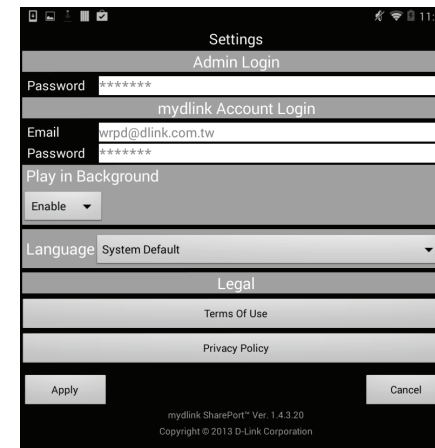 11:
Settings
Admin Login
Password *******
mydlink Account Login
Email wrpd@dlink.com.tw
Password *******
Play in Background
Enable
Language System Default
Legal
Terms Of Use
Privacy Policy
Apply Cancel
mydlink SharePort™ Ver. 1.4.3.20
Copyright © 2013 D-Link Corporation